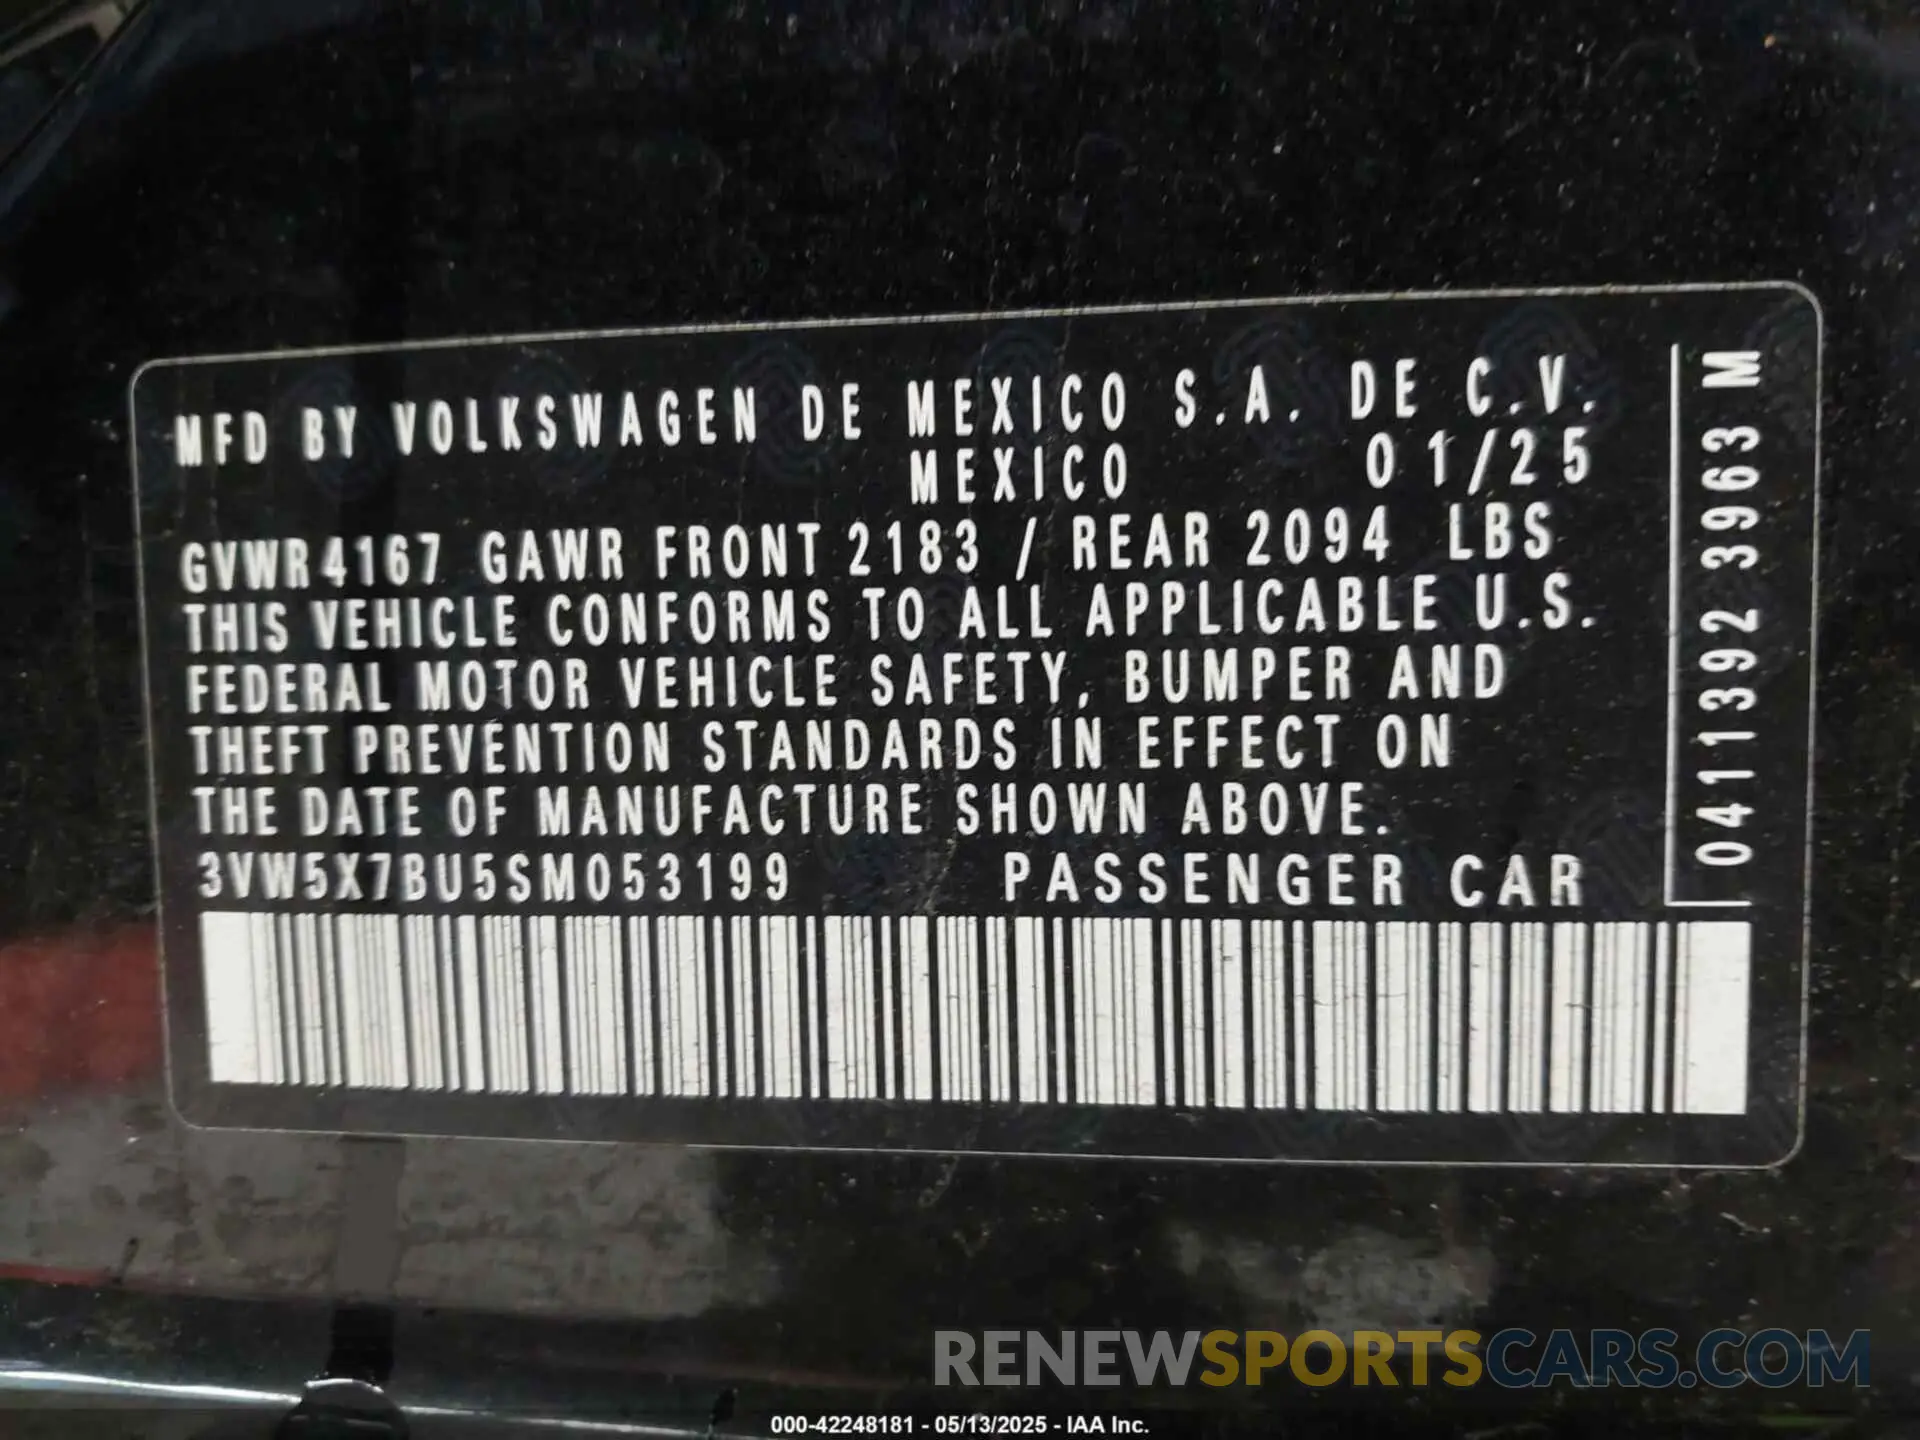 MFD BY VOLKSWAGEN DE MEXICO S.A. DE C.V.
MEXICO 01/25
GVWR 4167 GAWR FRONT 2183 / REAR 2094 LBS
THIS VEHICLE CONFORMS TO ALL APPLICABLE U.S.
FEDERAL MOTOR VEHICLE SAFETY, BUMPER AND
THEFT PREVENTION STANDARDS IN EFFECT ON
THE DATE OF MANUFACTURE SHOWN ABOVE.
3VW5X7BU5SM053199 PASSENGER CAR
0411392 3963 M
RENEWSPORTSCARS.COM
000-42248181 - 05/13/2025 - IAA Inc.